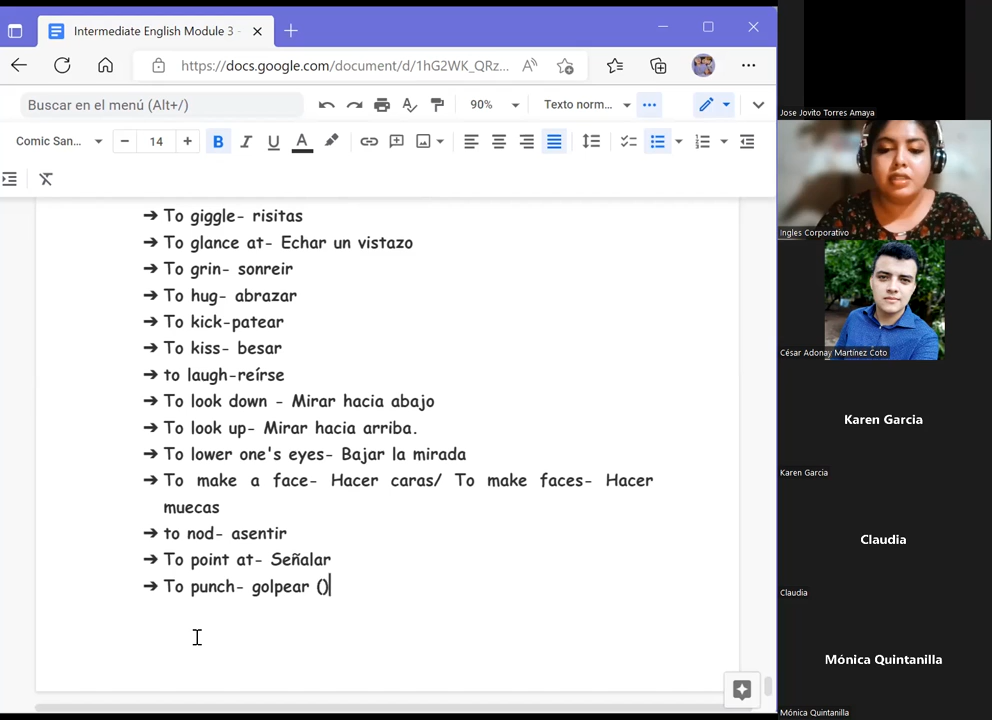 Intermediate English Module 3 -
https://docs.google.com/document/d/1hG2WK_QRz...
Buscar en el menú (Alt+/)
90%
Texto norm...
Comic San...
14
B
I
U
A
➔ To giggle- risitas
➔ To glance at- Echar un vistazo
➔ To grin- sonreir
➔ To hug- abrazar
➔ To kick-patear
➔ To kiss- besar
➔ to laugh-reírse
➔ To look down - Mirar hacia abajo
➔ To look up- Mirar hacia arriba.
➔ To lower one's eyes- Bajar la mirada
➔ To make a face- Hacer caras/ To make faces- Hacer
muecas
➔ to nod- asentir
➔ To point at- Señalar
➔ To punch- golpear ()
Jose Jovito Torres Amaya
Ingles Corporativo
César Adonay Martínez Coto
Karen Garcia
Karen Garcia
Claudia
Claudia
Mónica Quintanilla
Mónica Quintanilla